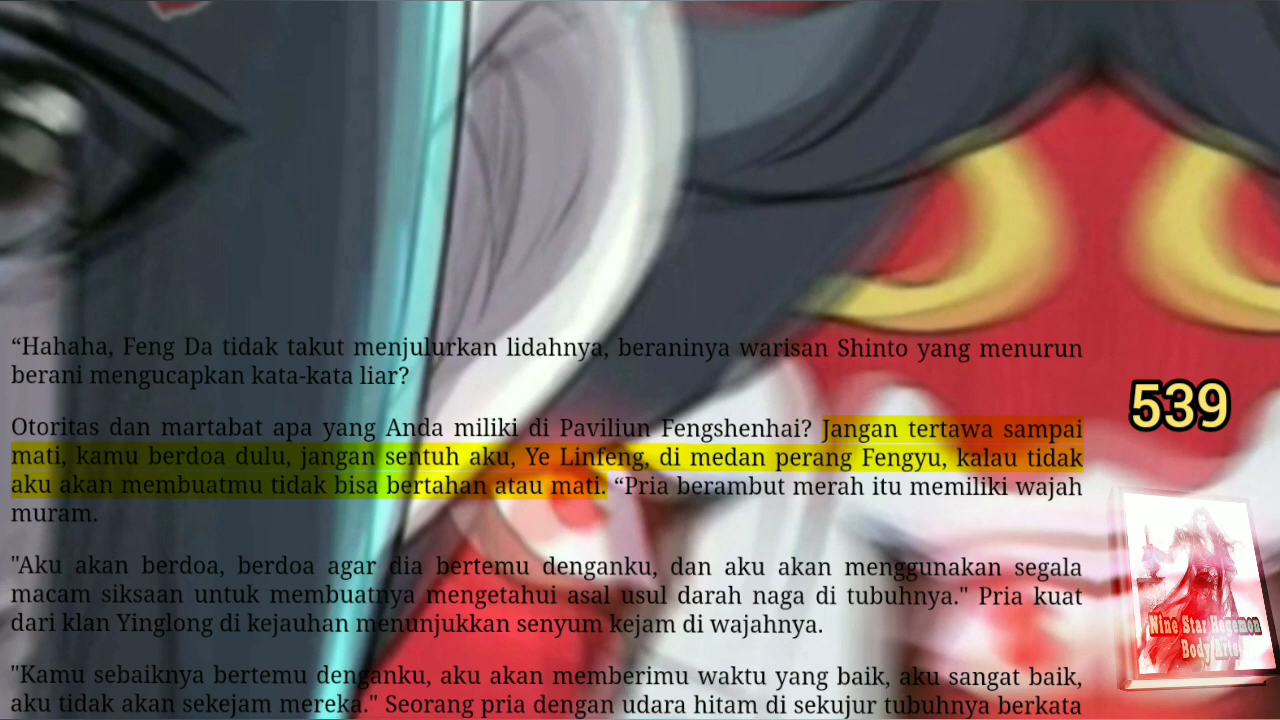 “Hahaha, Feng Da tidak takut menjulurkan lidahnya, beraninya warisan Shinto yang menurun
berani mengucapkan kata-kata liar?
Otoritas dan martabat apa yang Anda miliki di Paviliun Fengshenhai? Jangan tertawa sampai
mati, kamu berdoa dulu, jangan sentuh aku, Ye Linfeng, di medan perang Fengyu, kalau tidak
aku akan membuatmu tidak bisa bertahan atau mati. “Pria berambut merah itu memiliki wajah
muram.
"Aku akan berdoa, berdoa agar dia bertemu denganku, dan aku akan menggunakan segala
macam siksaan untuk membuatnya mengetahui asal usul darah naga di tubuhnya." Pria kuat
dari klan Yinglong di kejauhan menunjukkan senyum kejam di wajahnya.
"Kamu sebaiknya bertemu denganku, aku akan memberimu waktu yang baik, aku sangat baik,
aku tidak akan sekejam mereka." Seorang pria dengan udara hitam di sekujur tubuhnya berkata
539
Nine Star Hegemon
Body Arts